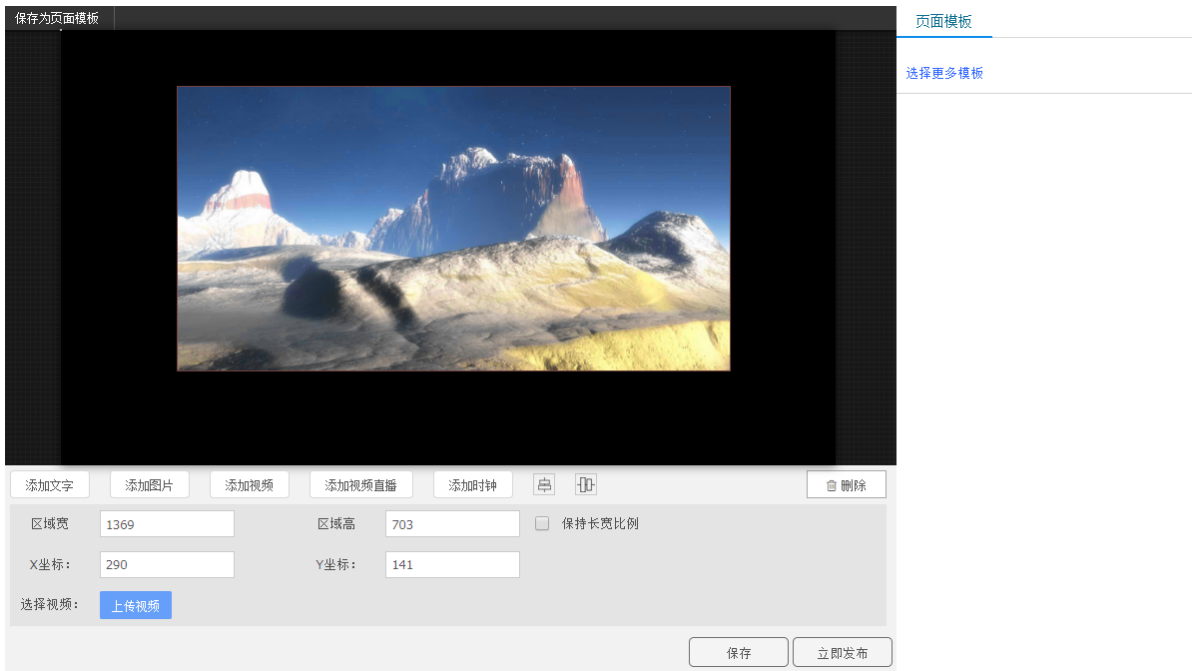 保存为页面模板
页面模板
选择更多模板
添加文字 添加图片 添加视频 添加视频直播 添加时钟 删除
区域宽 1369 区域高 703 保持长宽比例
X坐标: 290 Y坐标: 141
选择视频: 上传视频
保存 立即发布